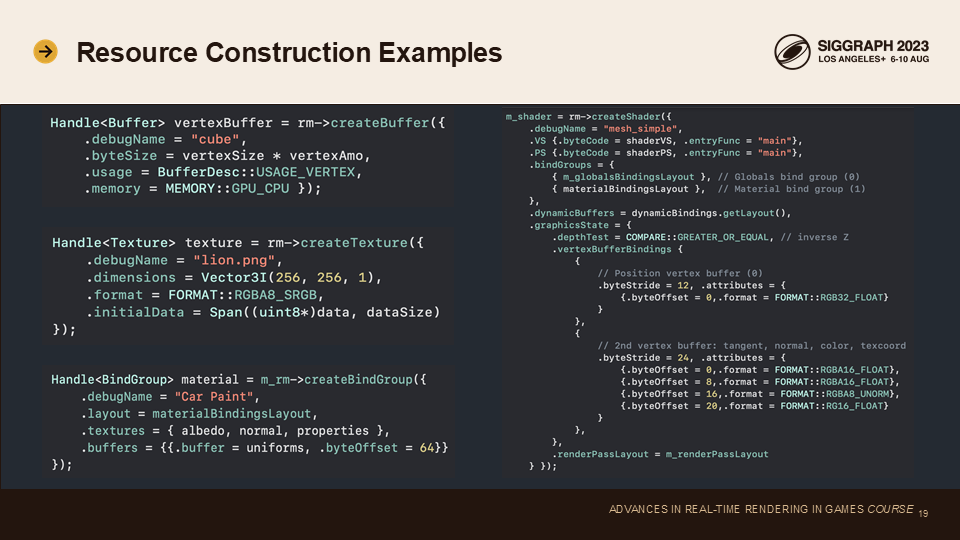 Resource Construction Examples
SIGGRAPH 2023
LOS ANGELES+ 6-10 AUG
Handle<Buffer> vertexBuffer = rm->createBuffer({
    .debugName = "cube",
    .byteSize = vertexSize * vertexAmo,
    .usage = BufferDesc::USAGE_VERTEX,
    .memory = MEMORY::GPU_CPU });
Handle<Texture> texture = rm->createTexture({
    .debugName = "lion.png",
    .dimensions = Vector3I(256, 256, 1),
    .format = FORMAT::RGBA8_SRGB,
    .initialData = Span((uint8*)data, dataSize)
});
Handle<BindGroup> material = m_rm->createBindGroup({
    .debugName = "Car Paint",
    .layout = materialBindingsLayout,
    .textures = { albedo, normal, properties },
    .buffers = {{.buffer = uniforms, .byteOffset = 64}}
});
m_shader = rm->createShader({
    .debugName = "mesh_simple",
    .VS {.byteCode = shaderVS, .entryFunc = "main"},
    .PS {.byteCode = shaderPS, .entryFunc = "main"},
    .bindGroups = {
        { m_globalsBindingsLayout }, // Globals bind group (0)
        { materialBindingsLayout },  // Material bind group (1)
    },
    .dynamicBuffers = dynamicBindings.getLayout(),
    .graphicsState = {
        .depthTest = COMPARE::GREATER_OR_EQUAL, // inverse Z
        .vertexBufferBindings {
            {
                // Position vertex buffer (0)
                .byteStride = 12, .attributes = {
                    {.byteOffset = 0,.format = FORMAT::RGB32_FLOAT}
                }
            },
            {
                // 2nd vertex buffer: tangent, normal, color, texcoord
                .byteStride = 24, .attributes = {
                    {.byteOffset = 0,.format = FORMAT::RGBA16_FLOAT},
                    {.byteOffset = 8,.format = FORMAT::RGBA16_FLOAT},
                    {.byteOffset = 16,.format = FORMAT::RGBA8_UNORM},
                    {.byteOffset = 20,.format = FORMAT::RG16_FLOAT}
                }
            },
        },
        .renderPassLayout = m_renderPassLayout
    } });
ADVANCES IN REAL-TIME RENDERING IN GAMES COURSE 19